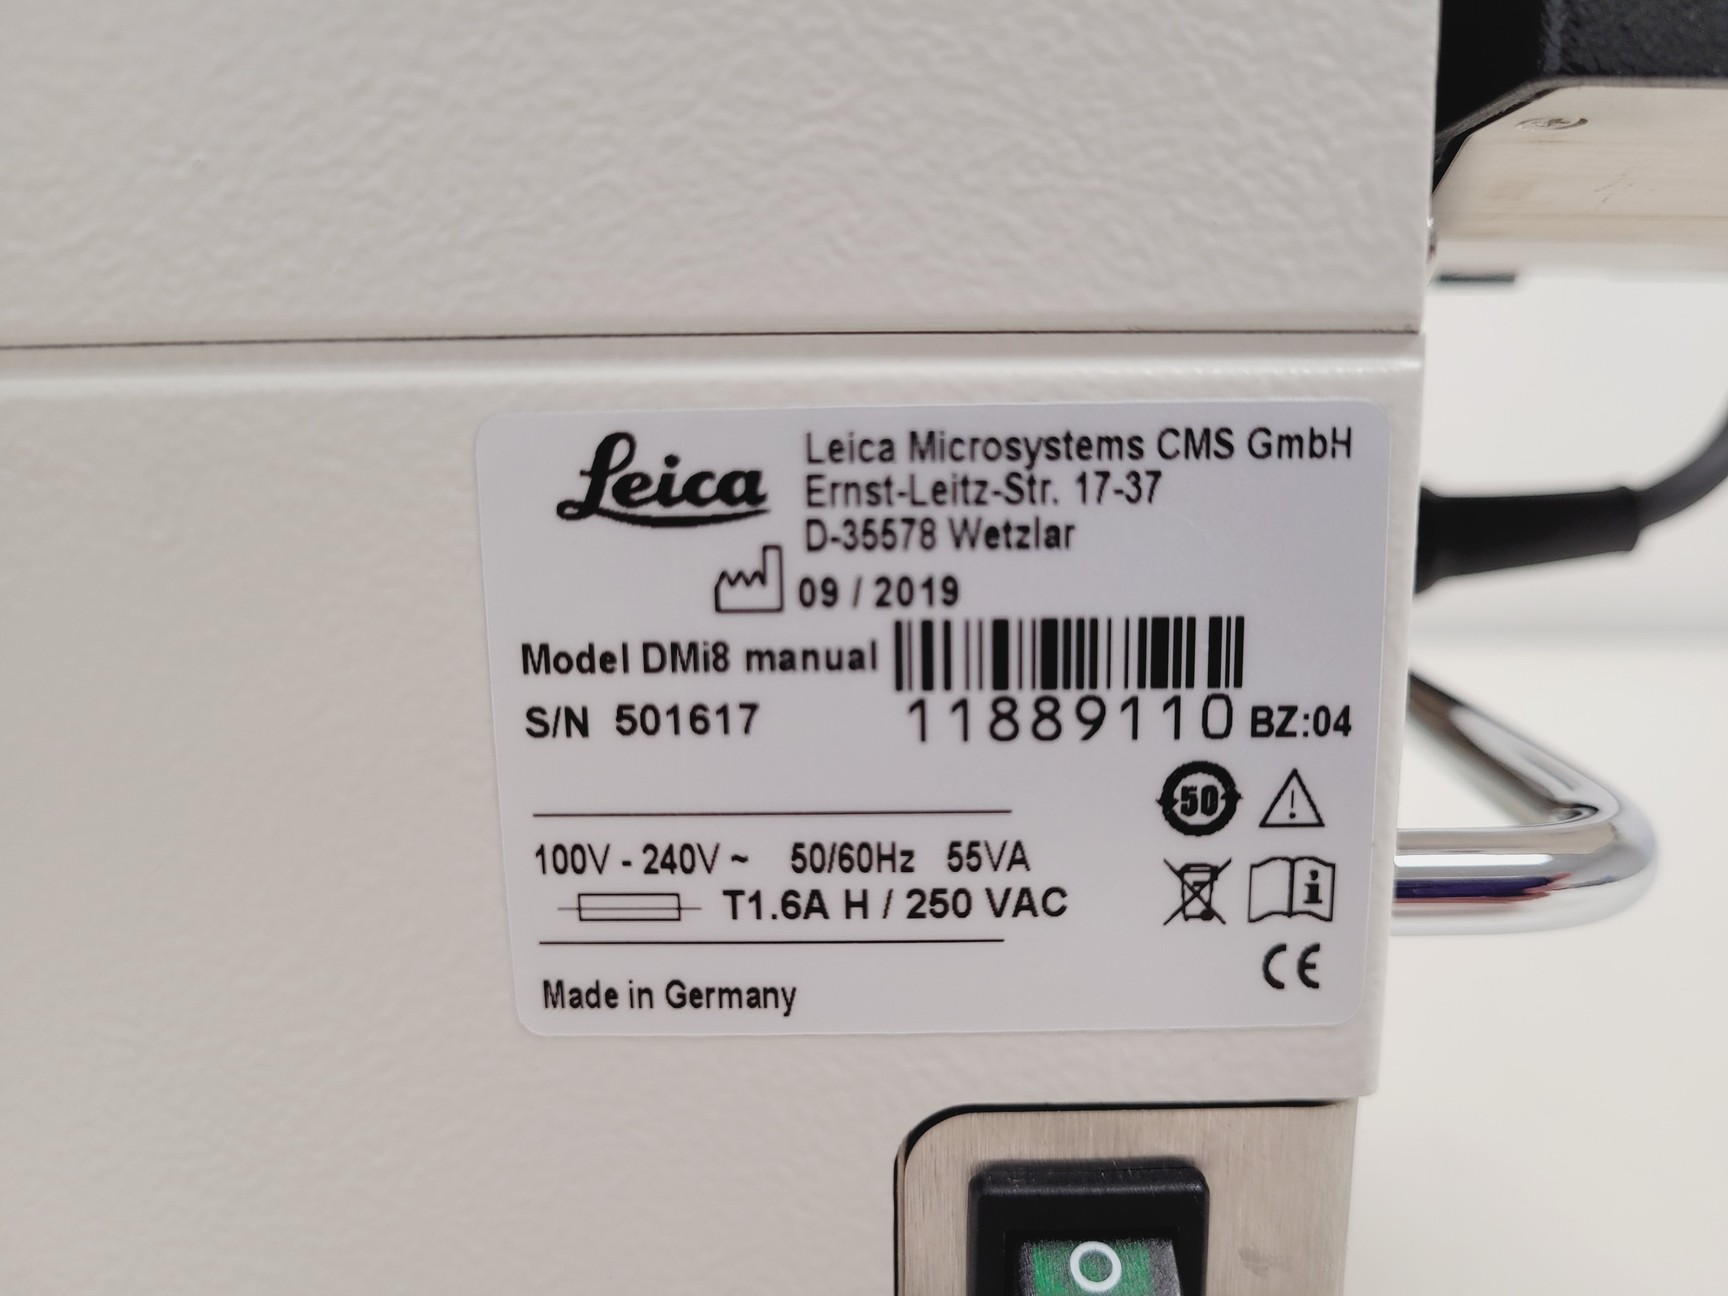 Leica
Leica Microsystems CMS GmbH
Ernst-Leitz-Str. 17-37
D-35578 Wetzlar
09 / 2019
Model DMi8 manual
S/N 501617
11889110 BZ:04
50
100V - 240V ~ 50/60Hz 55VA
T1.6A H / 250 VAC
Made in Germany
CE